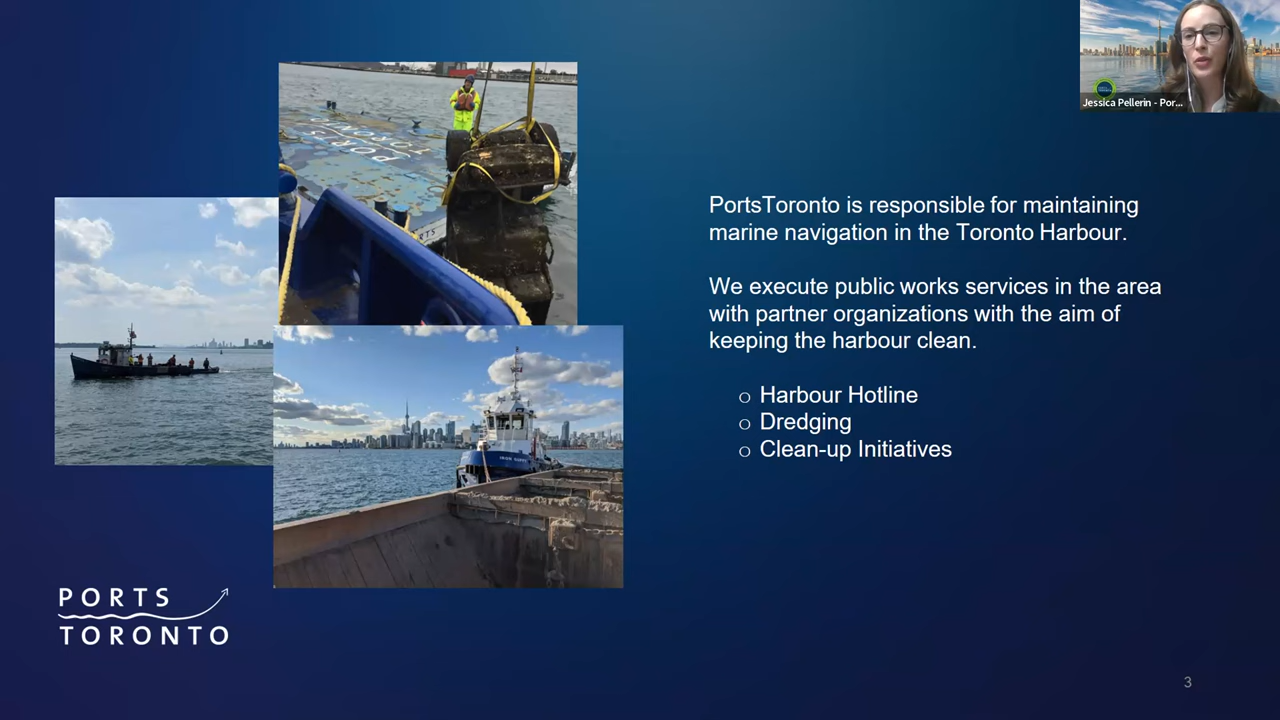 Jessica Pellerin - Por...
PORTS
TORONTO
PortsToronto is responsible for maintaining
marine navigation in the Toronto Harbour.
We execute public works services in the area
with partner organizations with the aim of
keeping the harbour clean.
o Harbour Hotline
o Dredging
o Clean-up Initiatives
PORTS
TORONTO
3